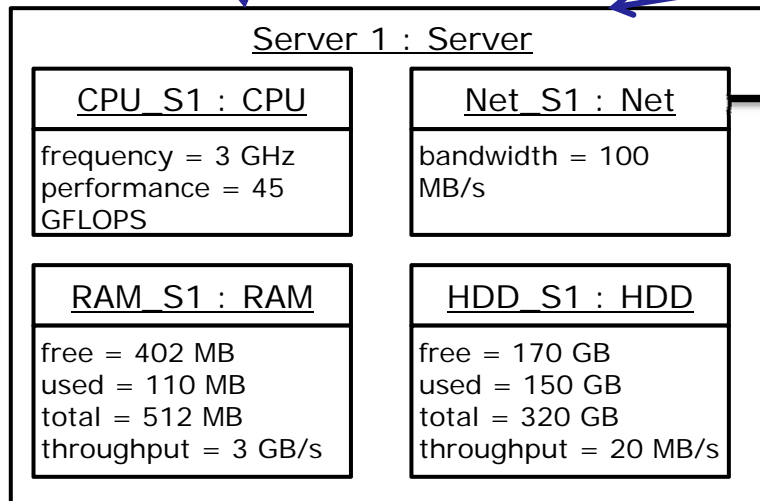 Server 1 : Server
CPU_S1 : CPU
frequency = 3 GHz
performance = 45
GFLOPS
Net_S1 : Net
bandwidth = 100
MB/s
RAM_S1 : RAM
free = 402 MB
used = 110 MB
total = 512 MB
throughput = 3 GB/s
HDD_S1 : HDD
free = 170 GB
used = 150 GB
total = 320 GB
throughput = 20 MB/s